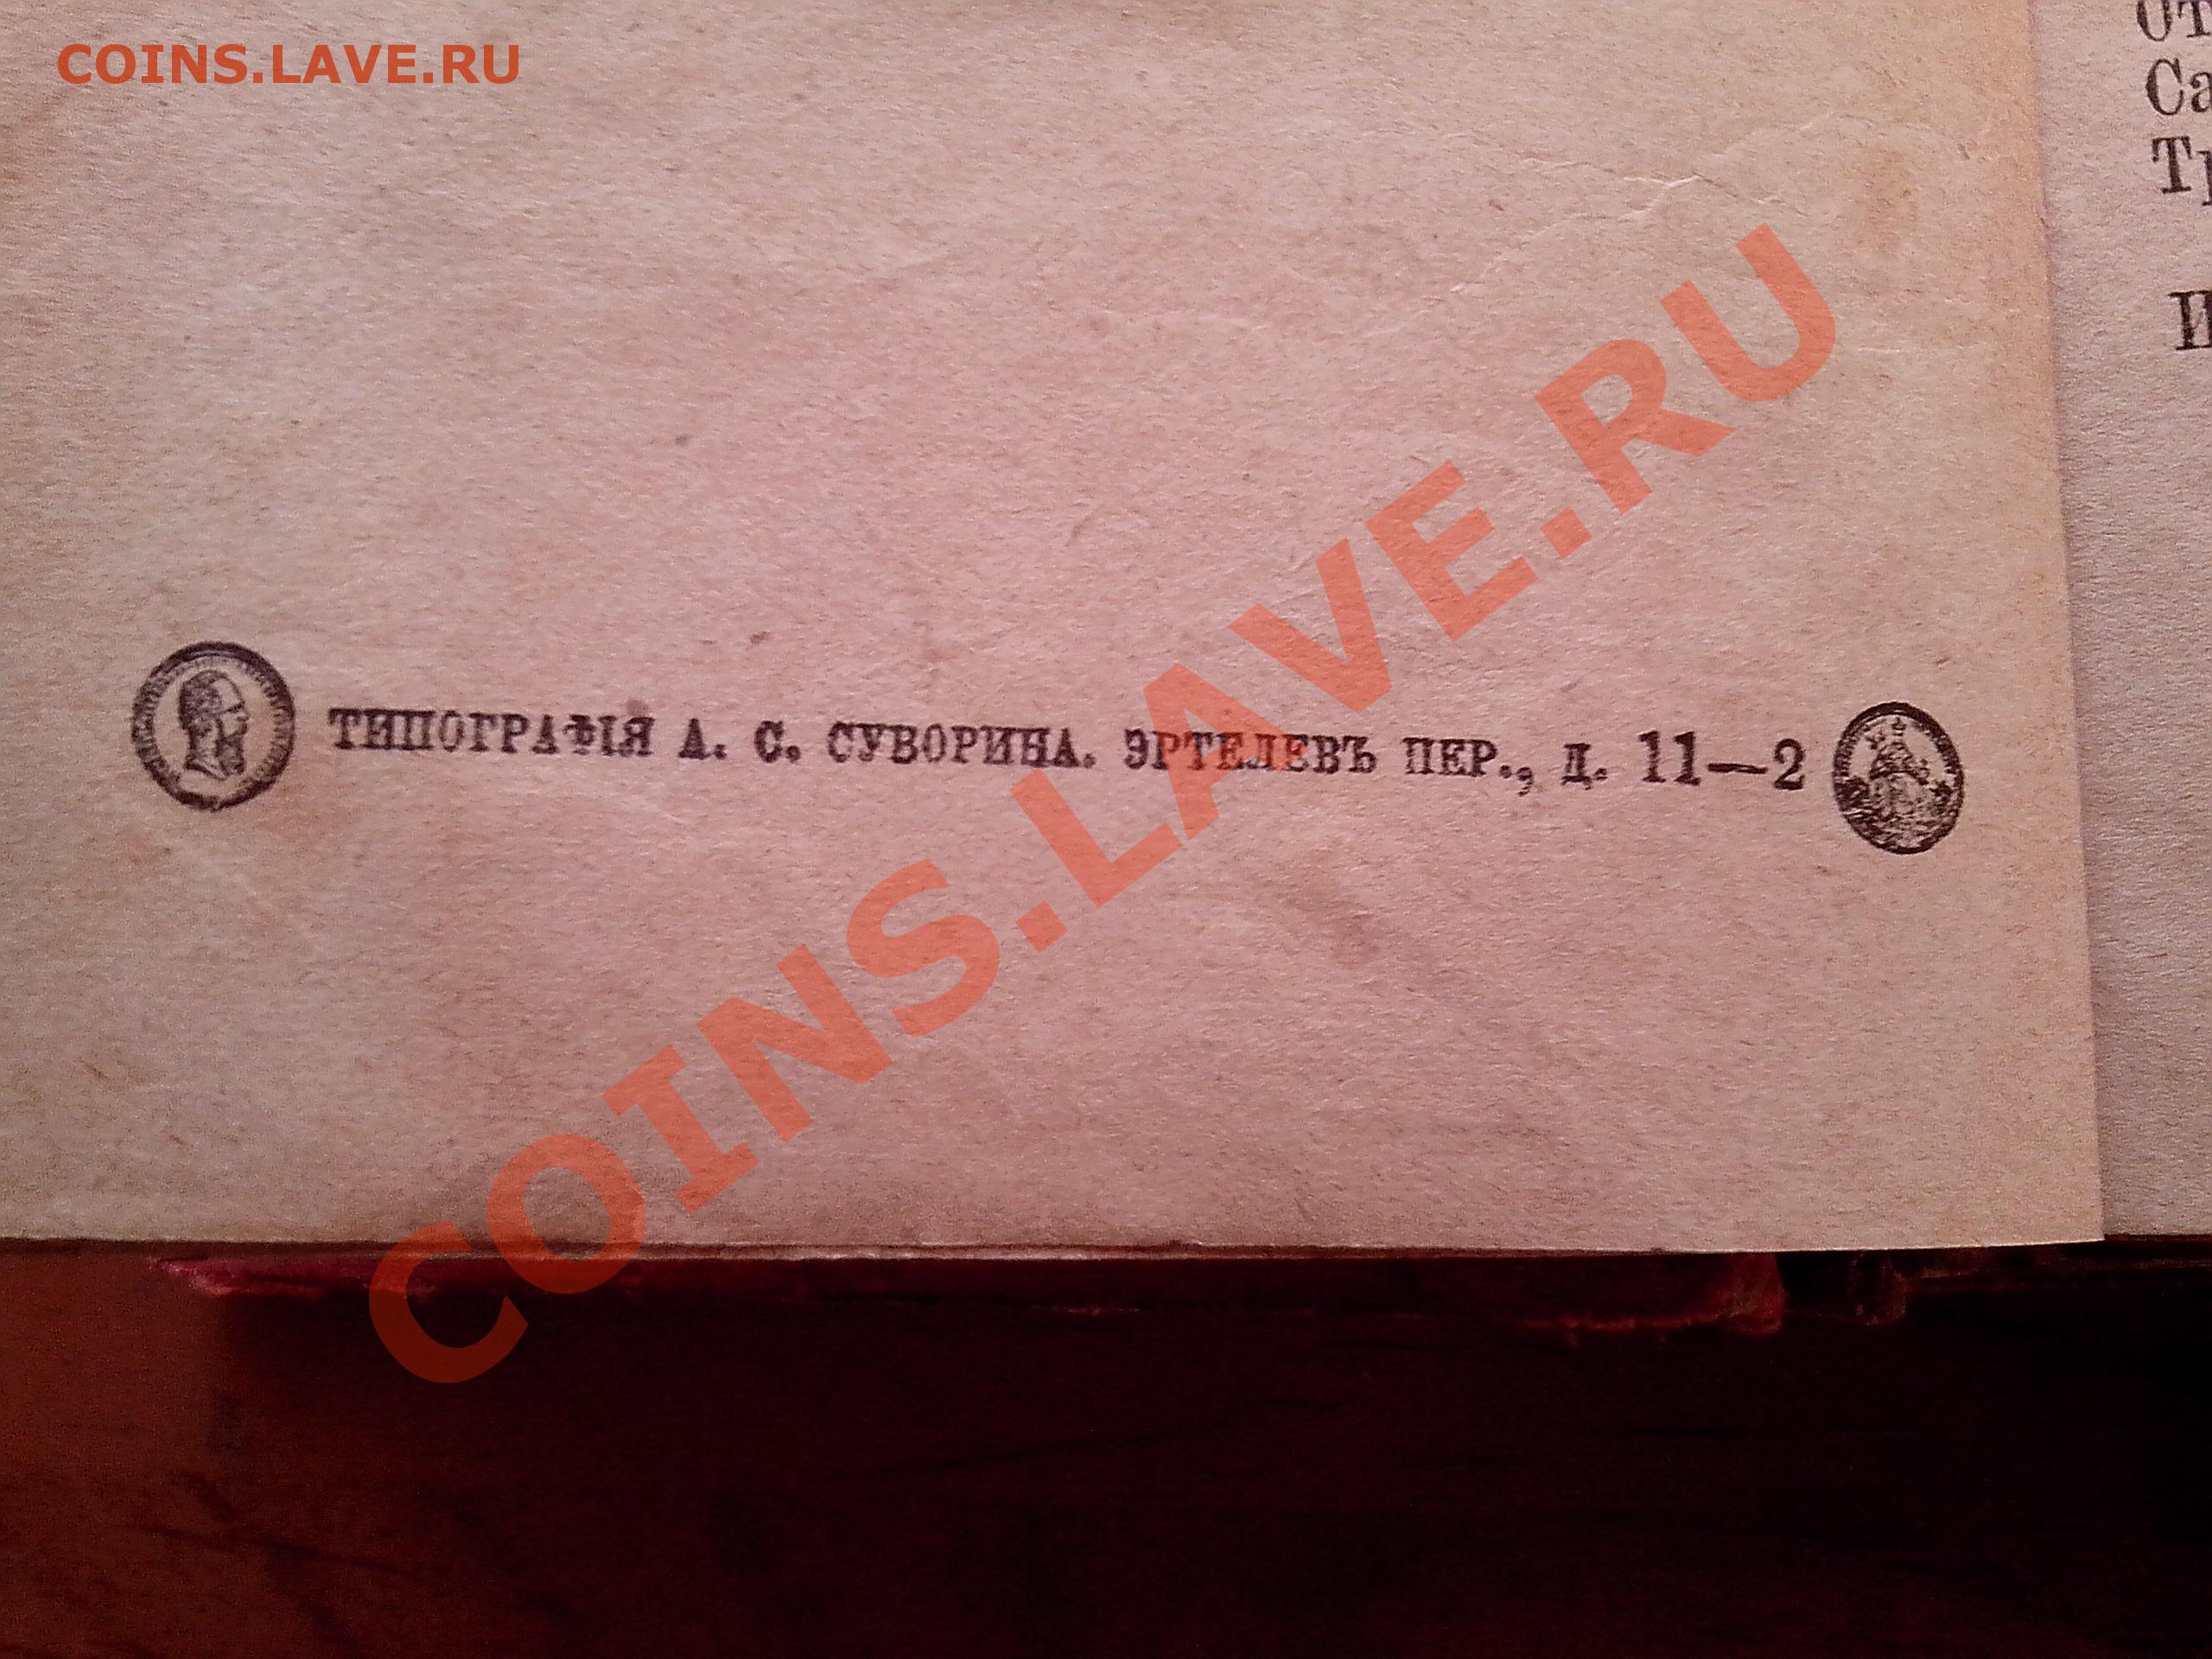 COINS.LAVE.RU
ТИПОГРАФІЯ А. С. СУВОРИНА. ЭРТЕЛЕВЪ ПЕР., Д. 11—2
COINS.LAVE.RU